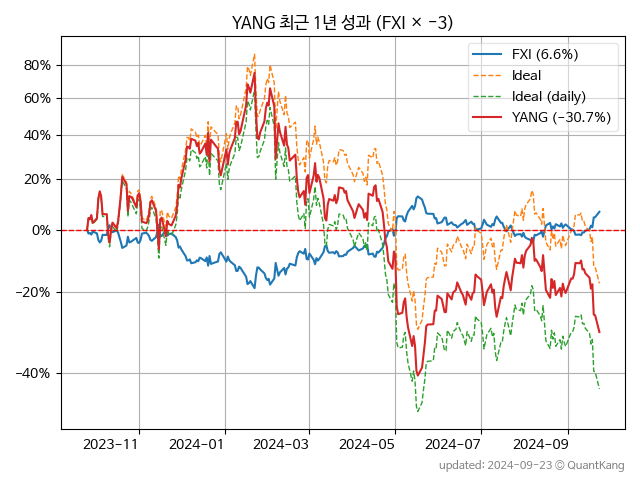 YANG 최근 1년 성과 (FXI × −3)
FXI (6.6%)
Ideal
Ideal (daily)
YANG (−30.7%)
80%
60%
40%
20%
0%
−20%
−40%
2023-11 2024-01 2024-03 2024-05 2024-07 2024-09
updated: 2024-09-23 ⓒ QuantKang